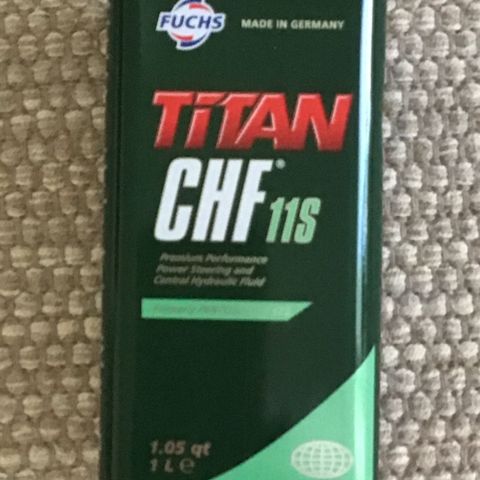 FUCHS
MADE IN GERMANY
TiTAN
CHF® 11S
Premium Performance
Power Steering and
Central Hydraulic Fluid
1.05 qt
1 L ℮